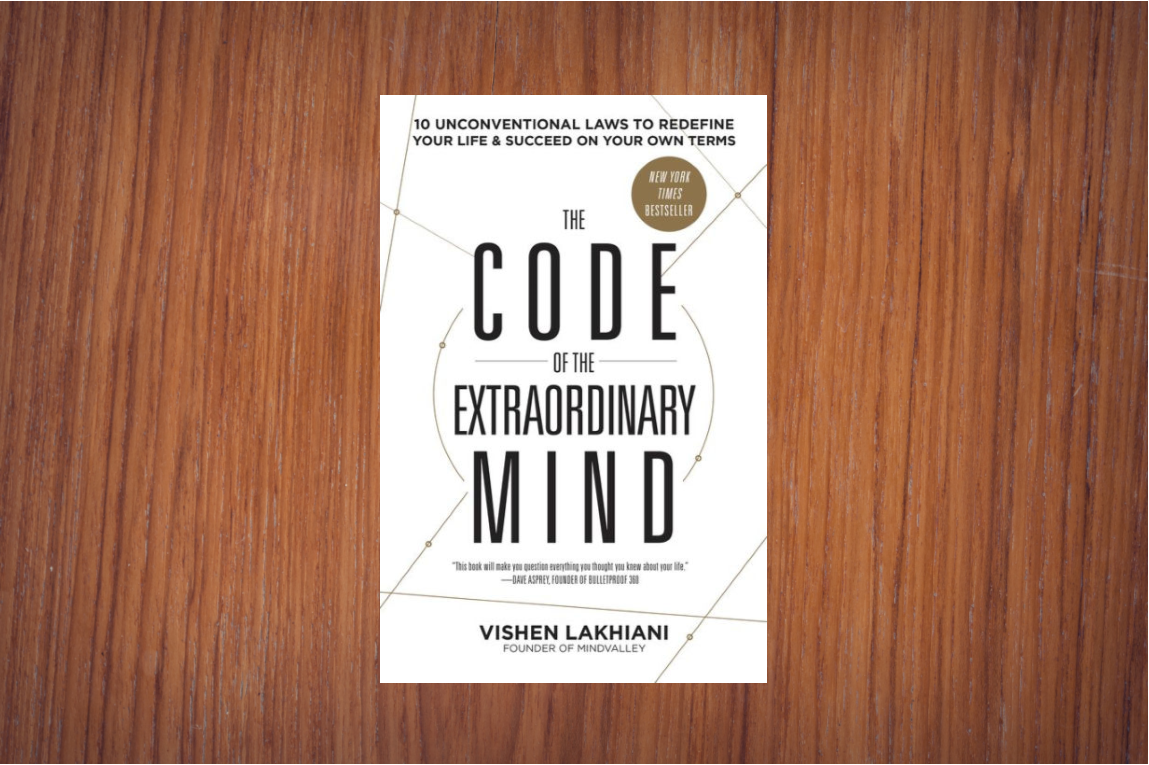 10 UNCONVENTIONAL LAWS TO REDEFINE
YOUR LIFE & SUCCEED ON YOUR OWN TERMS
NEW YORK
TIMES
BESTSELLER
THE
CODE
OF THE
EXTRAORDINARY
MIND
"This book will make you question everything you thought you knew about your life."
—DAVE ASPREY, FOUNDER OF BULLETPROOF 360
VISHEN LAKHIANI
FOUNDER OF MINDVALLEY